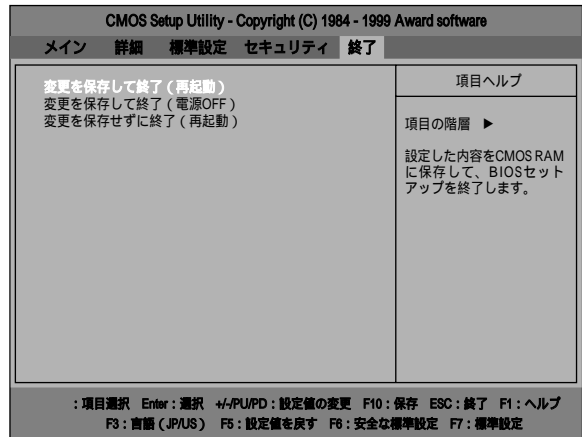 CMOS Setup Utility - Copyright (C) 1984 - 1999 Award software
メイン 詳細 標準設定 セキュリティ 終了
変更を保存して終了(再起動)
変更を保存して終了(電源OFF)
変更を保存せずに終了(再起動)
項目ヘルプ
項目の階層 ▶
設定した内容をCMOS RAM
に保存して、BIOSセット
アップを終了します。
:項目選択 Enter:選択 +/-/PU/PD:設定値の変更 F10:保存 ESC:終了 F1:ヘルプ
F3:言語(JP/US) F5:設定値を戻す F6:安全な標準設定 F7:標準設定